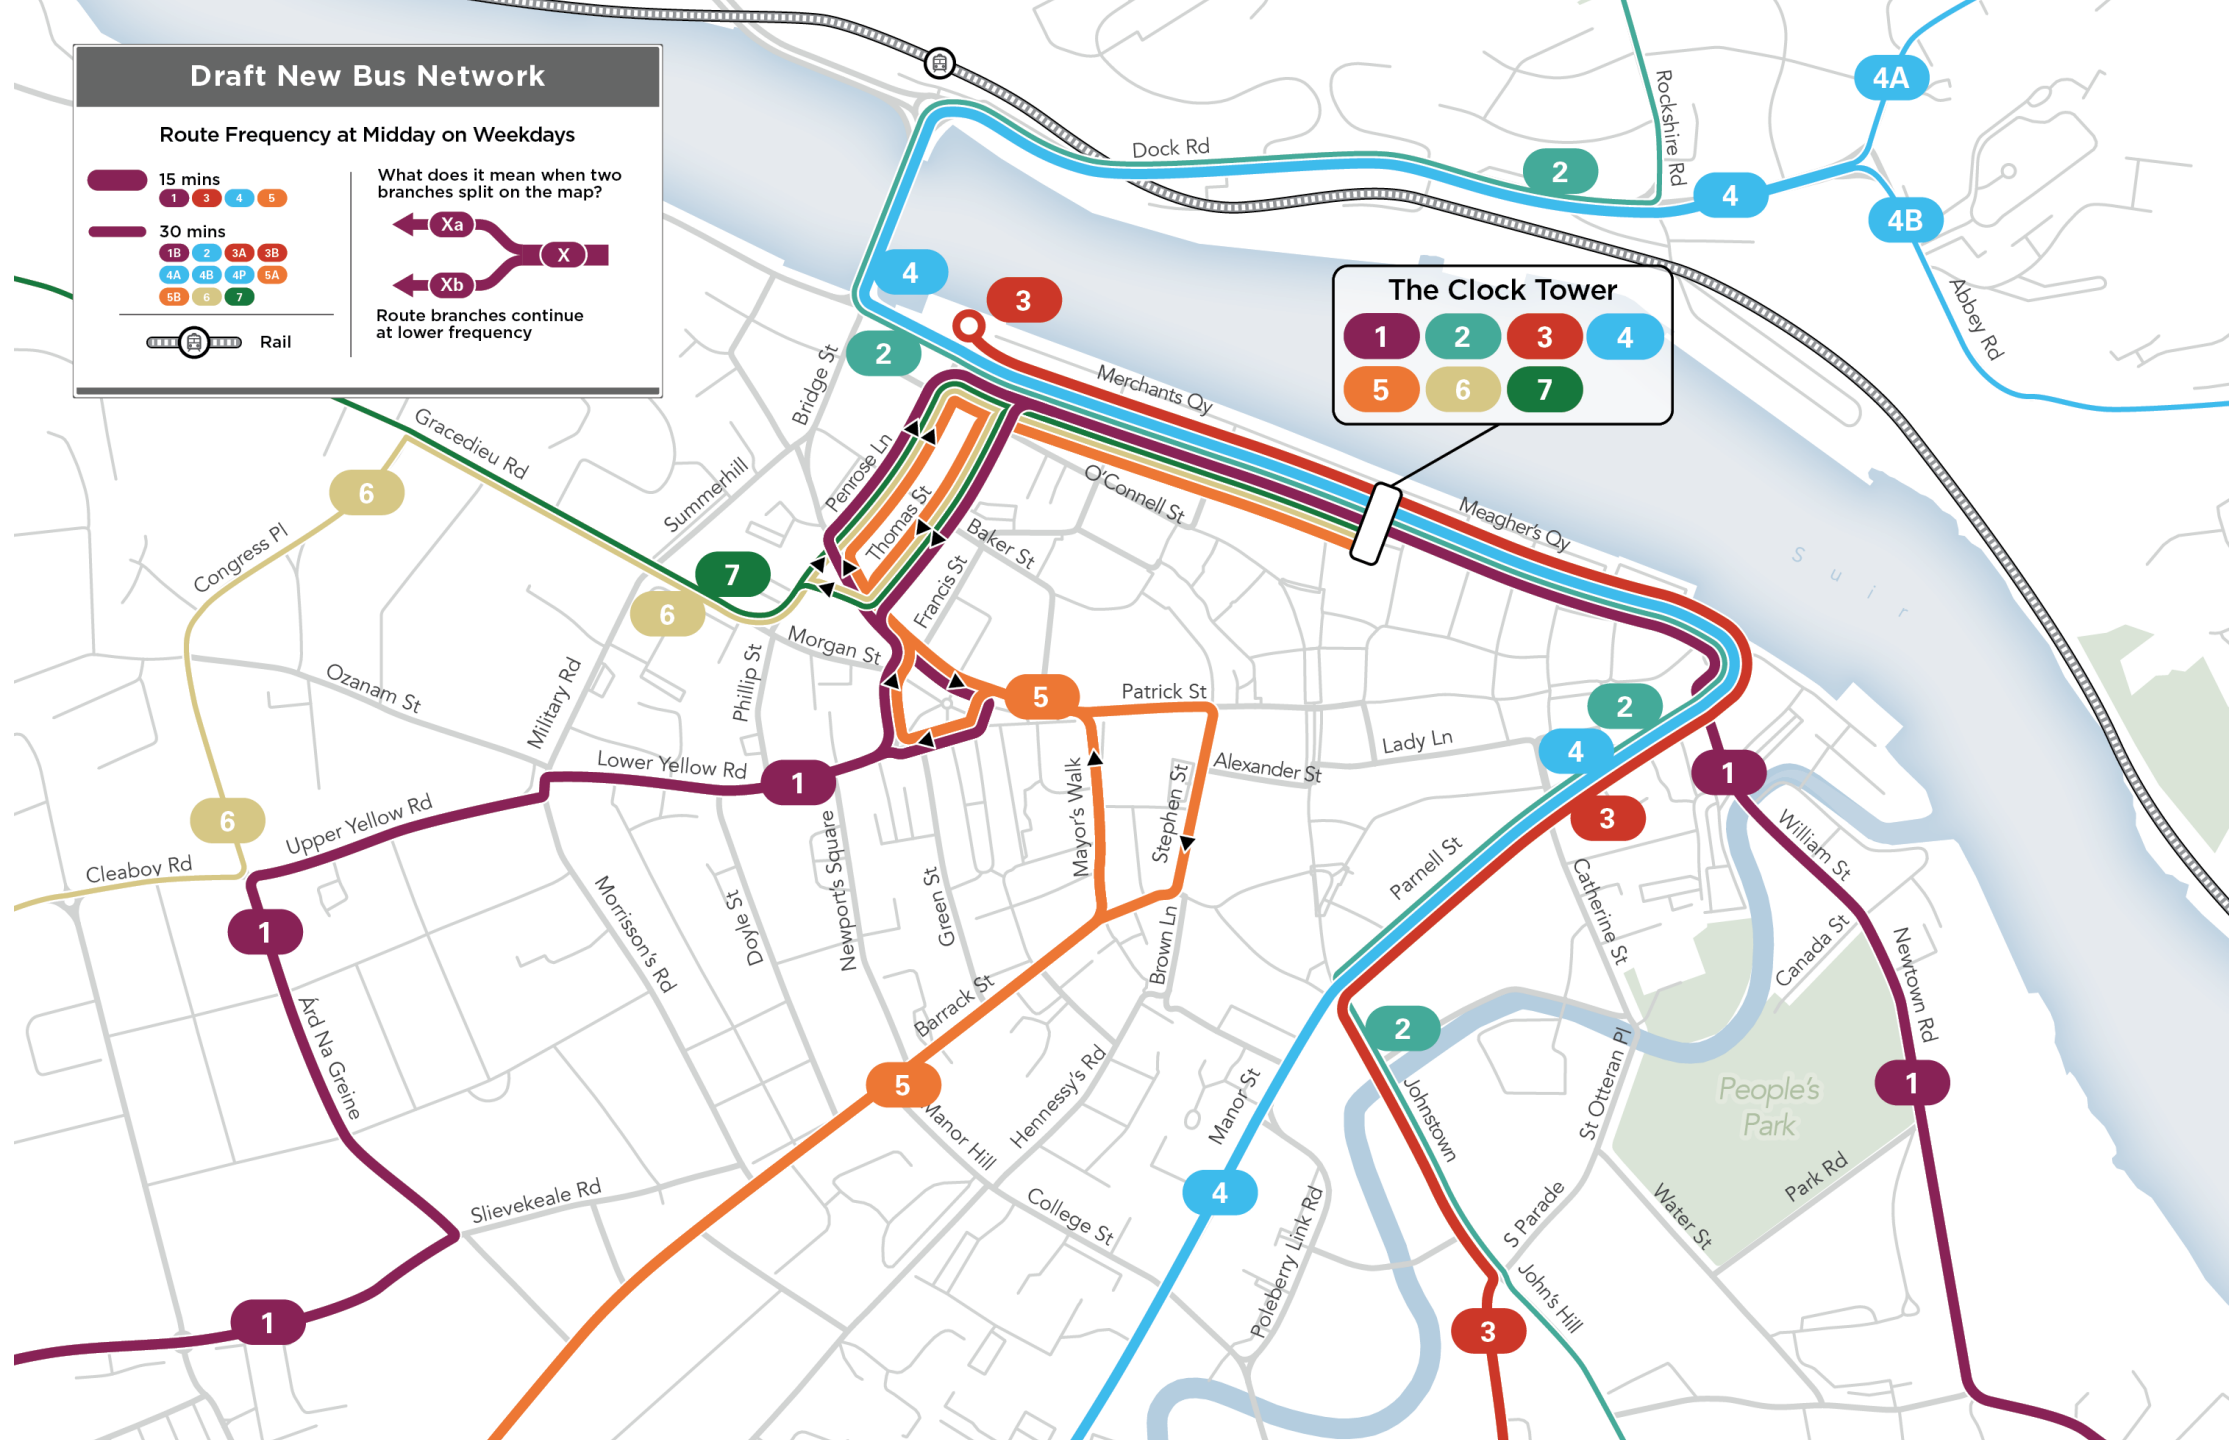 Draft New Bus Network
Route Frequency at Midday on Weekdays
15 mins
1 3 4 5
30 mins
1B 2 3A 3B
4A 4B 4P 5A
5B 6 7
Rail
What does it mean when two
branches split on the map?
Xa
X
Xb
Route branches continue
at lower frequency
4A
Rockshire Rd
Dock Rd
2
4
4B
Abbey Rd
4
3
2
The Clock Tower
1 2 3 4
5 6 7
Merchants Qy
Bridge St
Gracedieu Rd
Penrose Ln
Summerhill
Thomas St
O'Connell St
Meagher's Qy
Suir
6
Congress Pl
Baker St
Francis St
7
6
Morgan St
Phillip St
Military Rd
Ozanam St
5
Patrick St
2
Lady Ln
4
Alexander St
1
Lower Yellow Rd
1
Mayor's Walk
Stephen St
3
6
Upper Yellow Rd
Cleaboy Rd
William St
Parnell St
Newports Square
Green St
Doyle St
Morrisson's Rd
Catherine St
Canada St
Newtown Rd
1
Brown Ln
Barrack St
Árd Na Greine
2
5
Manor Hill
Hennessy's Rd
Manor St
Johnstown
St Otteran Pl
People's
Park
1
Park Rd
4
Slievekeale Rd
College St
Poleberry Link Rd
S Parade
Water St
John's Hill
1
3